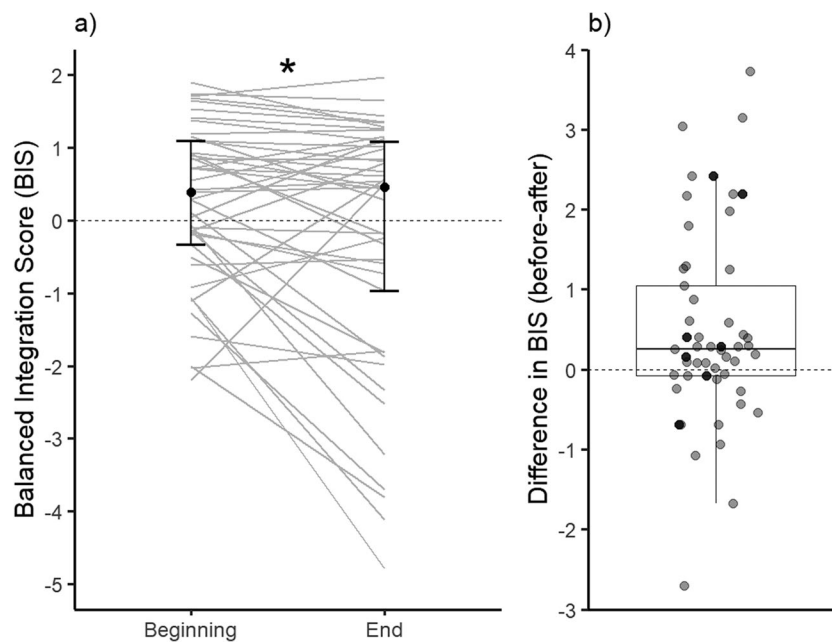 a)
*
Balanced Integration Score (BIS)
2
1
0
-1
-2
-3
-4
-5
Beginning
End
b)
Difference in BIS (before-after)
4
3
2
1
0
-1
-2
-3